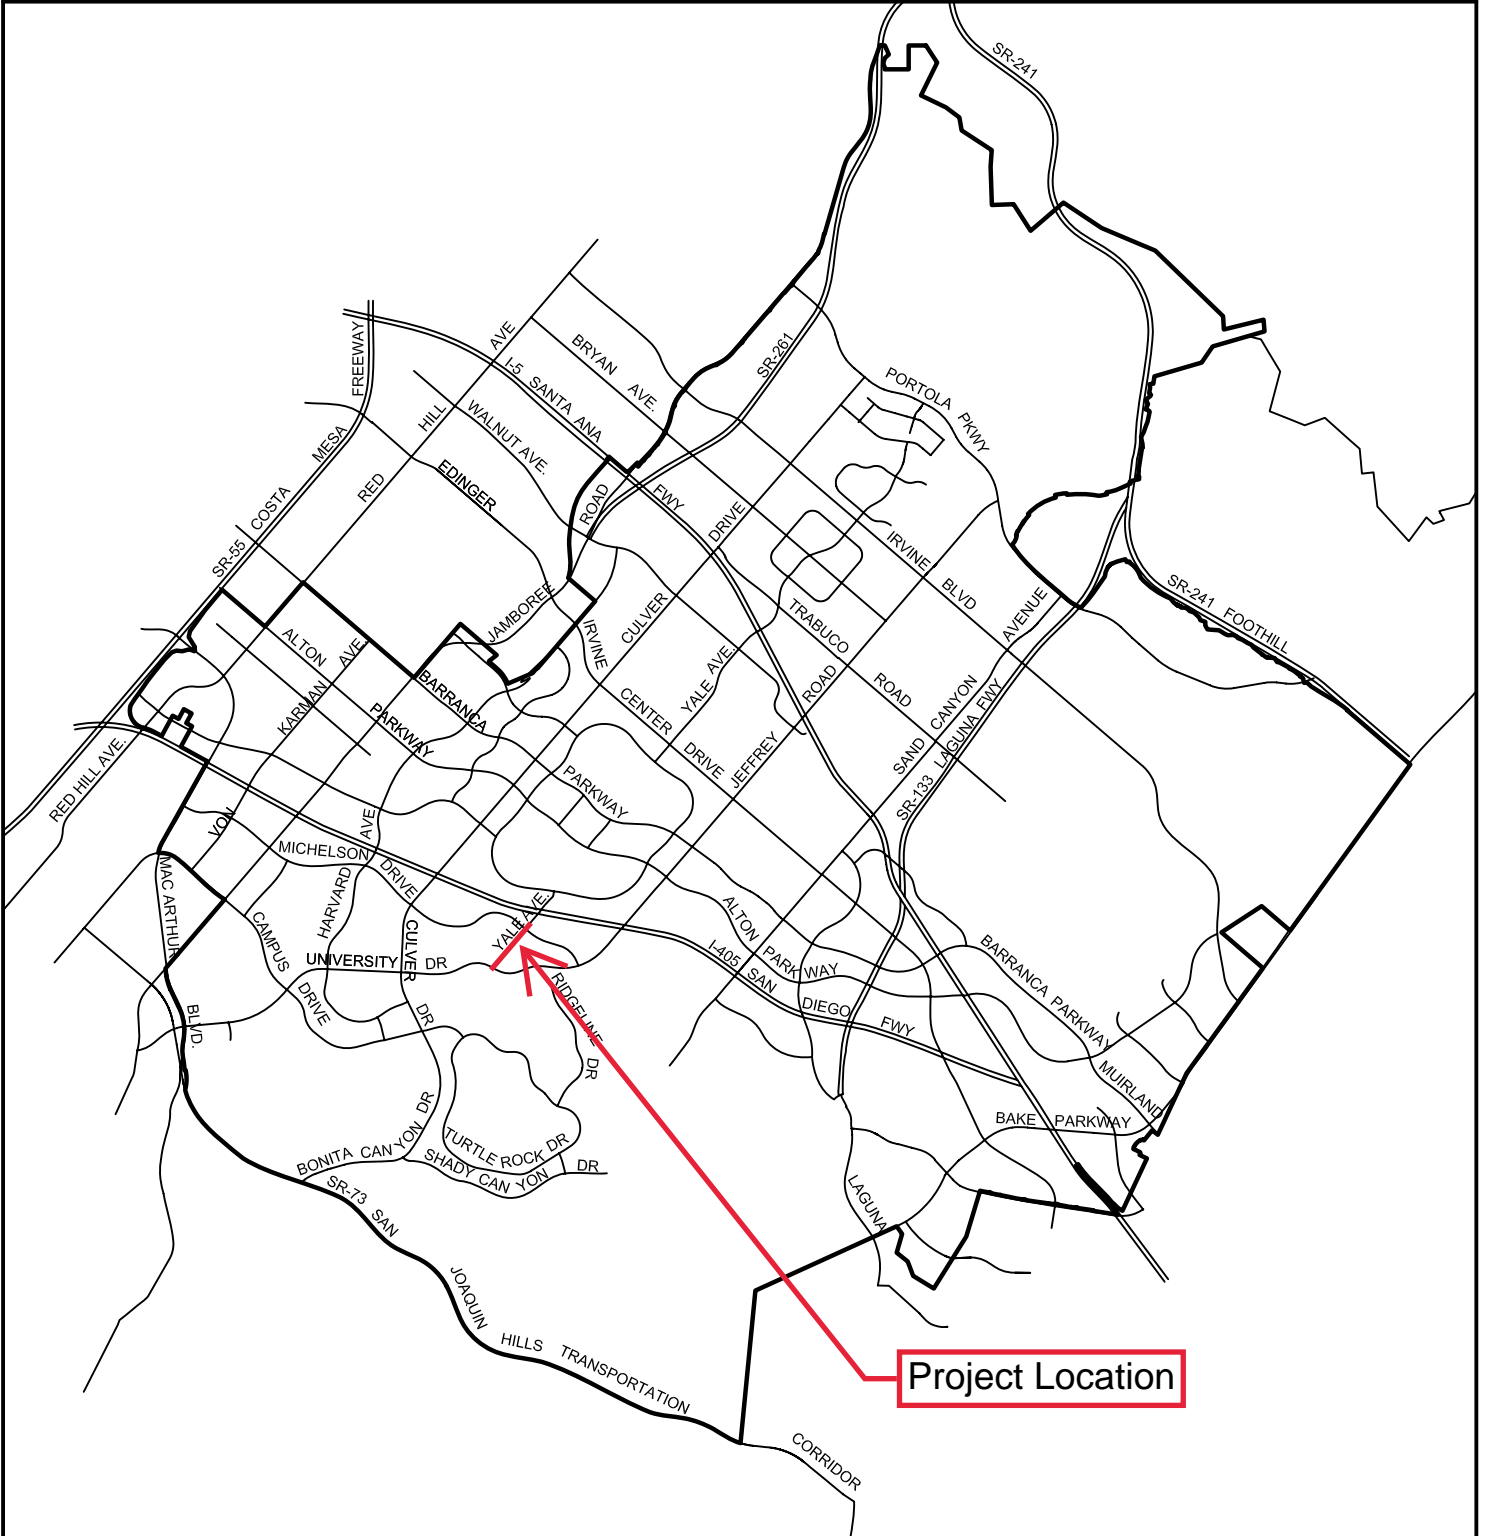 SR-241
FREEWAY
MESA
COSTA
SR-55
AVE
HILL
RED
I-5 SANTA ANA
FWY
BRYAN AVE.
WALNUT AVE.
EDINGER
ROAD
JAMBOREE
SR-261
PORTOLA PKWY
DRIVE
CULVER
IRVINE BLVD
TRABUCO
ROAD
AVENUE
CANYON
SAND
SR-133 LAGUNA FWY
SR-241 FOOTHILL
IRVINE
CENTER
DRIVE
YALE AVE.
ROAD
JEFFREY
ALTON
PARKWAY
AVE.
KARMAN
VON
BARRANCA
PARKWAY
RED HILL AVE.
AVE
HARVARD
MICHELSON
DRIVE
MAC ARTHUR
BLVD.
CAMPUS
DRIVE
UNIVERSITY DR
CULVER
DR
YALE AVE.
RIDGELINE
DR
ALTON
PARK WAY
I-405 SAN
DIEGO
FWY
BARRANCA PARKWAY
MUIRLAND
BAKE PARKWAY
DR
BONITA CAN YON
TURTLE ROCK DR
SHADY CAN YON DR
LAGUNA
SR-73 SAN
JOAQUIN
HILLS TRANSPORTATION
CORRIDOR
Project Location